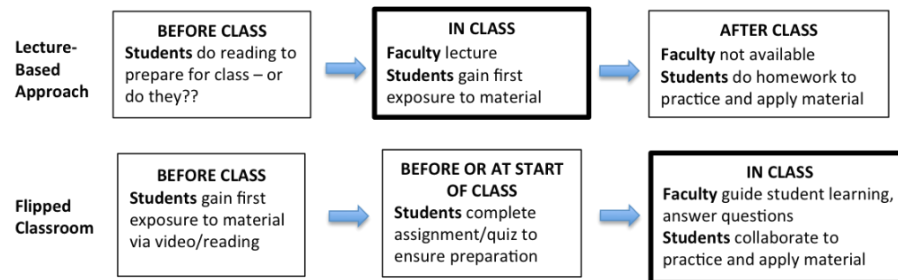 Lecture-
Based
Approach
BEFORE CLASS
Students do reading to
prepare for class – or
do they??
IN CLASS
Faculty lecture
Students gain first
exposure to material
AFTER CLASS
Faculty not available
Students do homework to
practice and apply material
Flipped
Classroom
BEFORE CLASS
Students gain first
exposure to material
via video/reading
BEFORE OR AT START
OF CLASS
Students complete
assignment/quiz to
ensure preparation
IN CLASS
Faculty guide student learning,
answer questions
Students collaborate to
practice and apply material